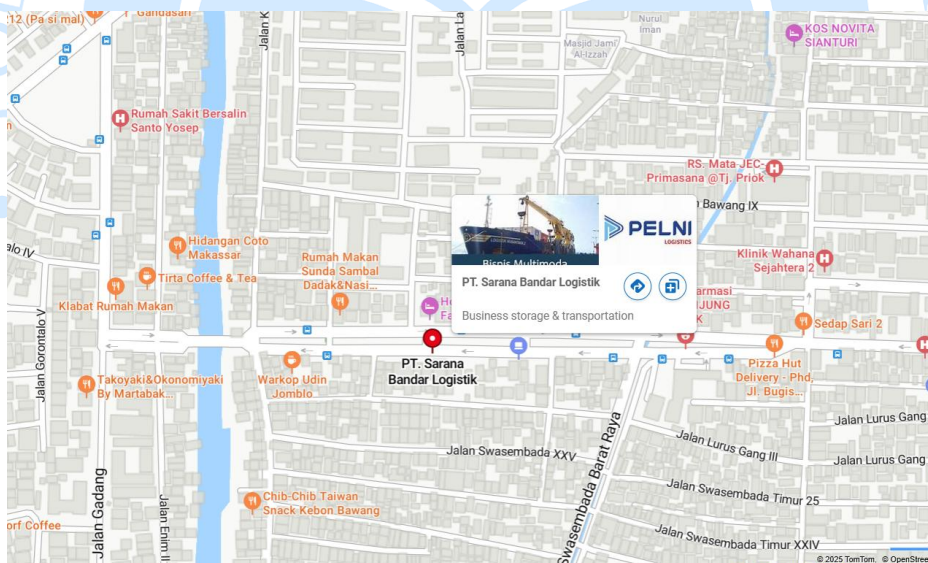 212 (Pa si mal)
Gandasari
Jalan K
Jalan La
Nurul
Iman
Masjid Jami
Al-Izzah
KOS NOVITA
SIANTURI
Rumah Sakit Bersalin
Santo Yosep
RS. Mata JEC-
Primasana @Tj. Priok
Bawang IX
PELNI
LOGISTICS
Bisnis Multimoda
PT. Sarana Bandar Logistik
Business storage & transportation
alo IV
Hidangan Coto
Makassar
Tirta Coffee & Tea
Klabat Rumah Makan
Rumah Makan
Sunda Sambal
Dadak&Nasi...
Ho
Fa
Klinik Wahana
Sejahtera 2
armasi
JUNG
K
Sedap Sari 2
Jalan Gorontalo V
Takoyaki&Okonomiyaki
By Martabak...
Warkop Udin
Jomblo
PT. Sarana
Bandar Logistik
Pizza Hut
Delivery - Phd,
Jl. Bugis...
Jalan Lurus Gang
Jalan Lurus Gang III
Jalan Lurus Gang
Jalan Swasembada XXV
Swasembada Barat Raya
Jalan Swasembada Timur 25
Jalan Swasembada Timur XXIV
Jalan Gadang
Jalan Enim II
Chib-Chib Taiwan
Snack Kebon Bawang
orf Coffee
© 2025 TomTom, © OpenStree